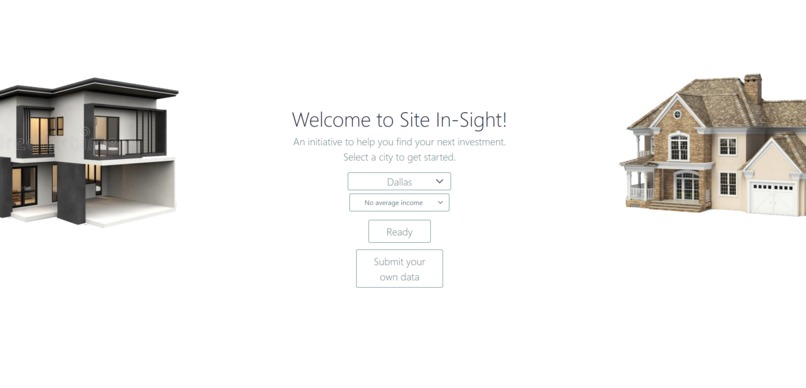 Welcome to Site In-Sight!
An initiative to help you find your next investment.
Select a city to get started.
Dallas
No average income
Ready
Submit your
own data